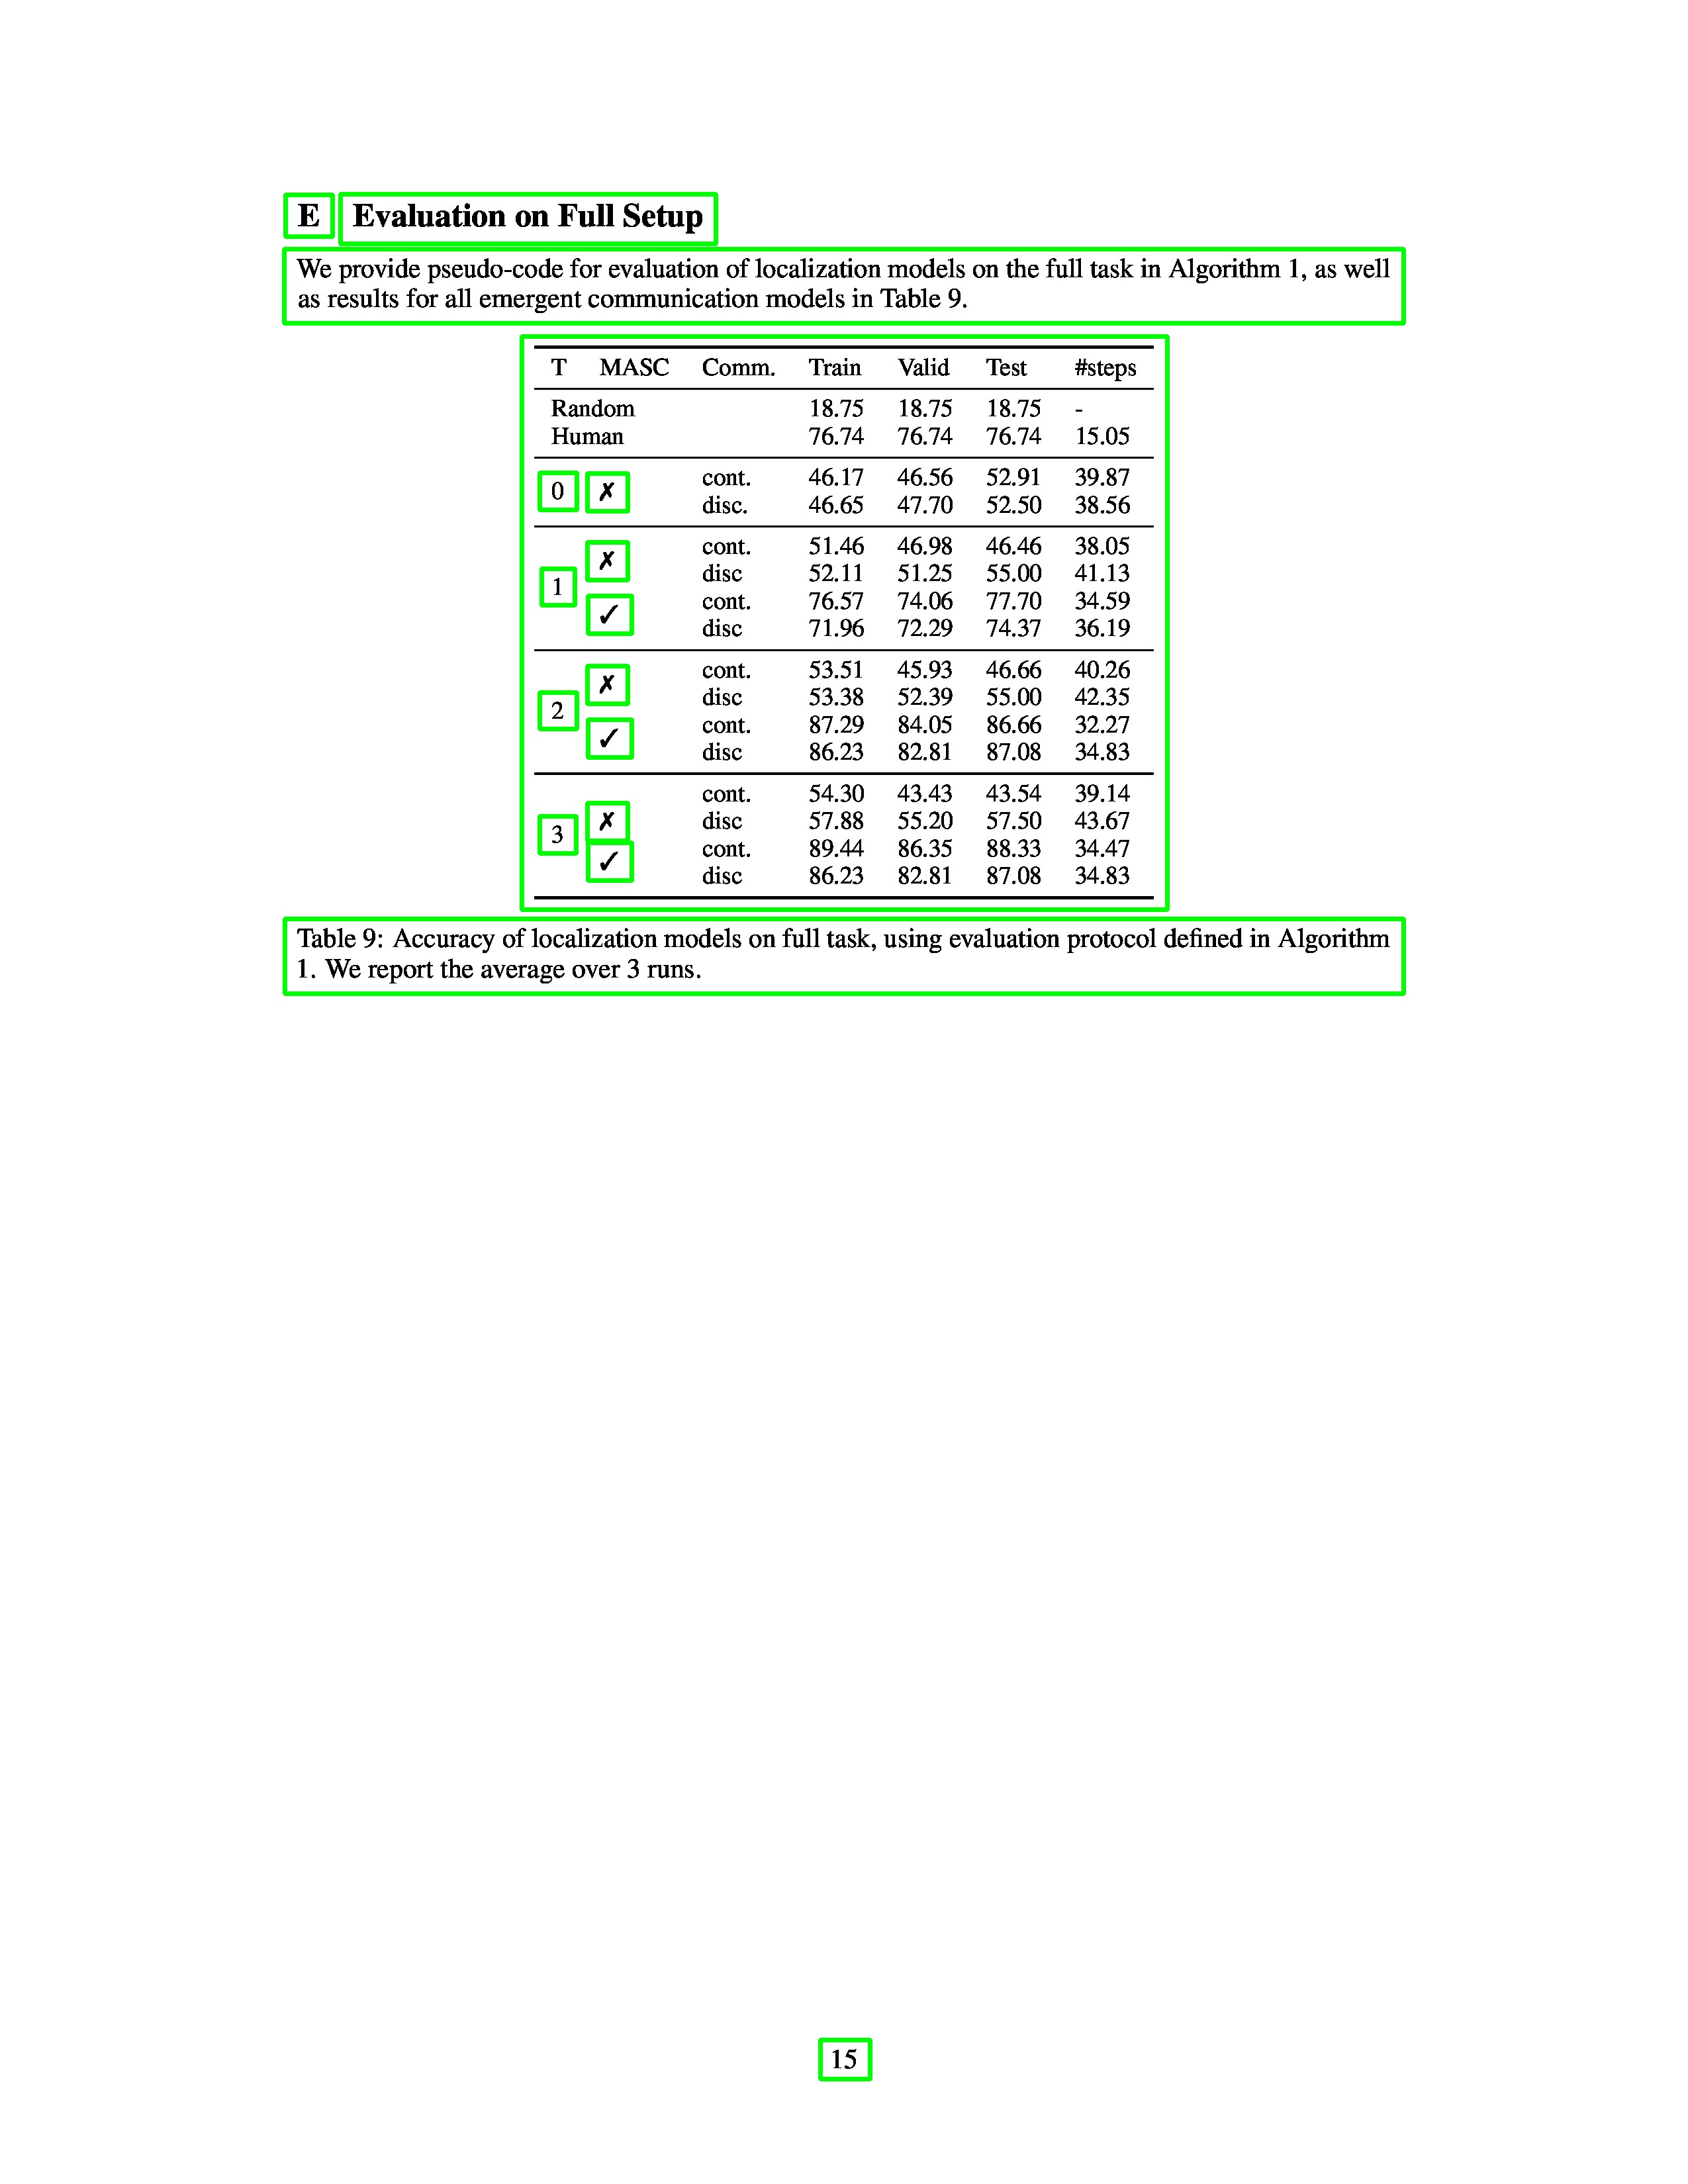 E Evaluation on Full Setup
We provide pseudo-code for evaluation of localization models on the full task in Algorithm 1, as well
as results for all emergent communication models in Table 9.
T MASC Comm. Train Valid Test #steps
Random 18.75 18.75 18.75 -
Human 76.74 76.74 76.74 15.05
0 ✗ cont. 46.17 46.56 52.91 39.87
disc. 46.65 47.70 52.50 38.56
1 ✗ cont. 51.46 46.98 46.46 38.05
disc 52.11 51.25 55.00 41.13
✓ cont. 76.57 74.06 77.70 34.59
disc 71.96 72.29 74.37 36.19
2 ✗ cont. 53.51 45.93 46.66 40.26
disc 53.38 52.39 55.00 42.35
✓ cont. 87.29 84.05 86.66 32.27
disc 86.23 82.81 87.08 34.83
cont. 54.30 43.43 43.54 39.14
3 ✗ disc 57.88 55.20 57.50 43.67
✓ cont. 89.44 86.35 88.33 34.47
disc 86.23 82.81 87.08 34.83
Table 9: Accuracy of localization models on full task, using evaluation protocol defined in Algorithm
1. We report the average over 3 runs.
15